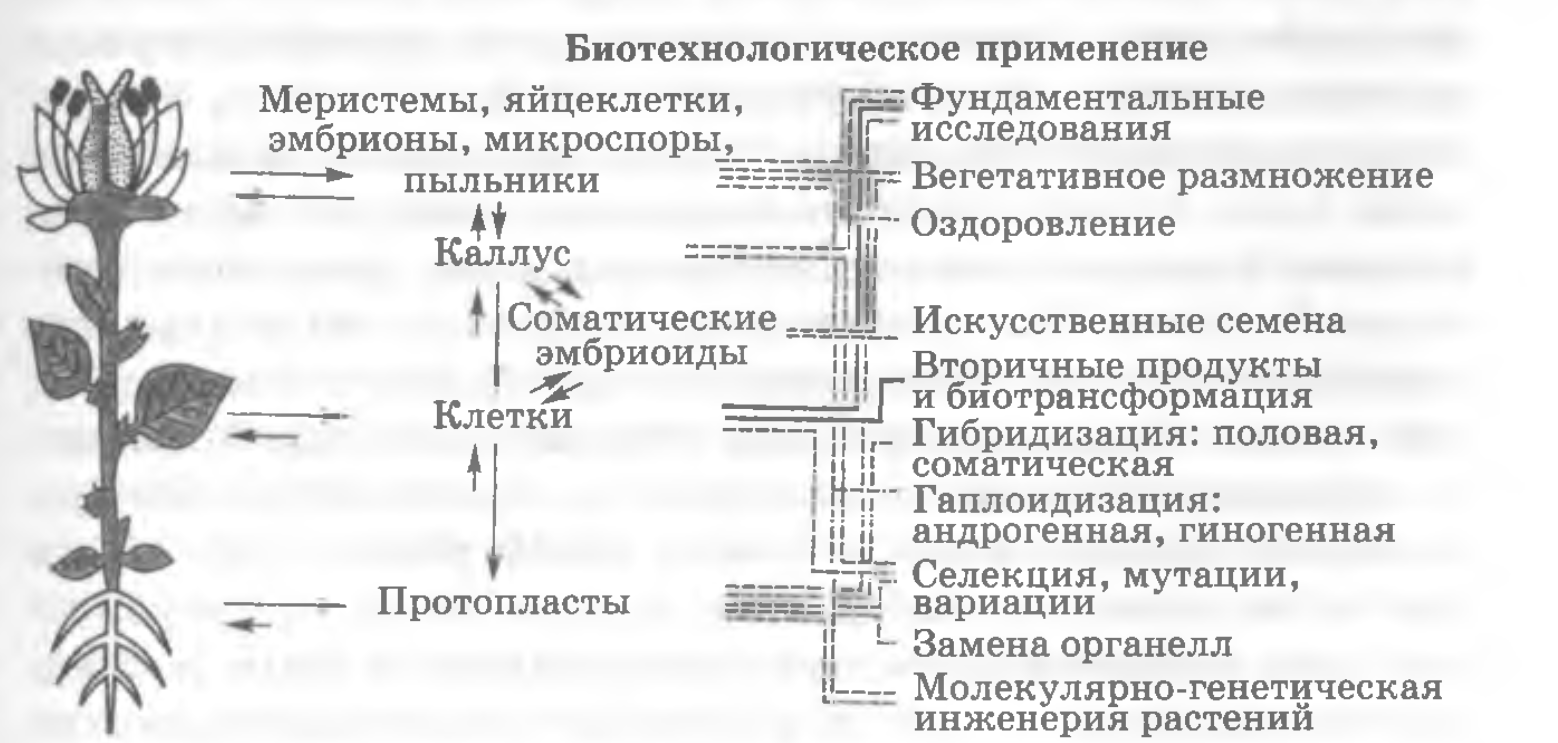 Биотехнологическое применение
Меристемы, яйцеклетки,
эмбрионы, микроспоры,
пыльники
Каллус
Соматические
эмбриоиды
Клетки
Протопласты
Фундаментальные
исследования
Вегетативное размножение
Оздоровление
Искусственные семена
Вторичные продукты
и биотрансформация
Гибридизация: половая,
соматическая
Гаплоидизация:
андрогенная, гиногенная
Селекция, мутации,
вариации
Замена органелл
Молекулярно-генетическая
инженерия растений